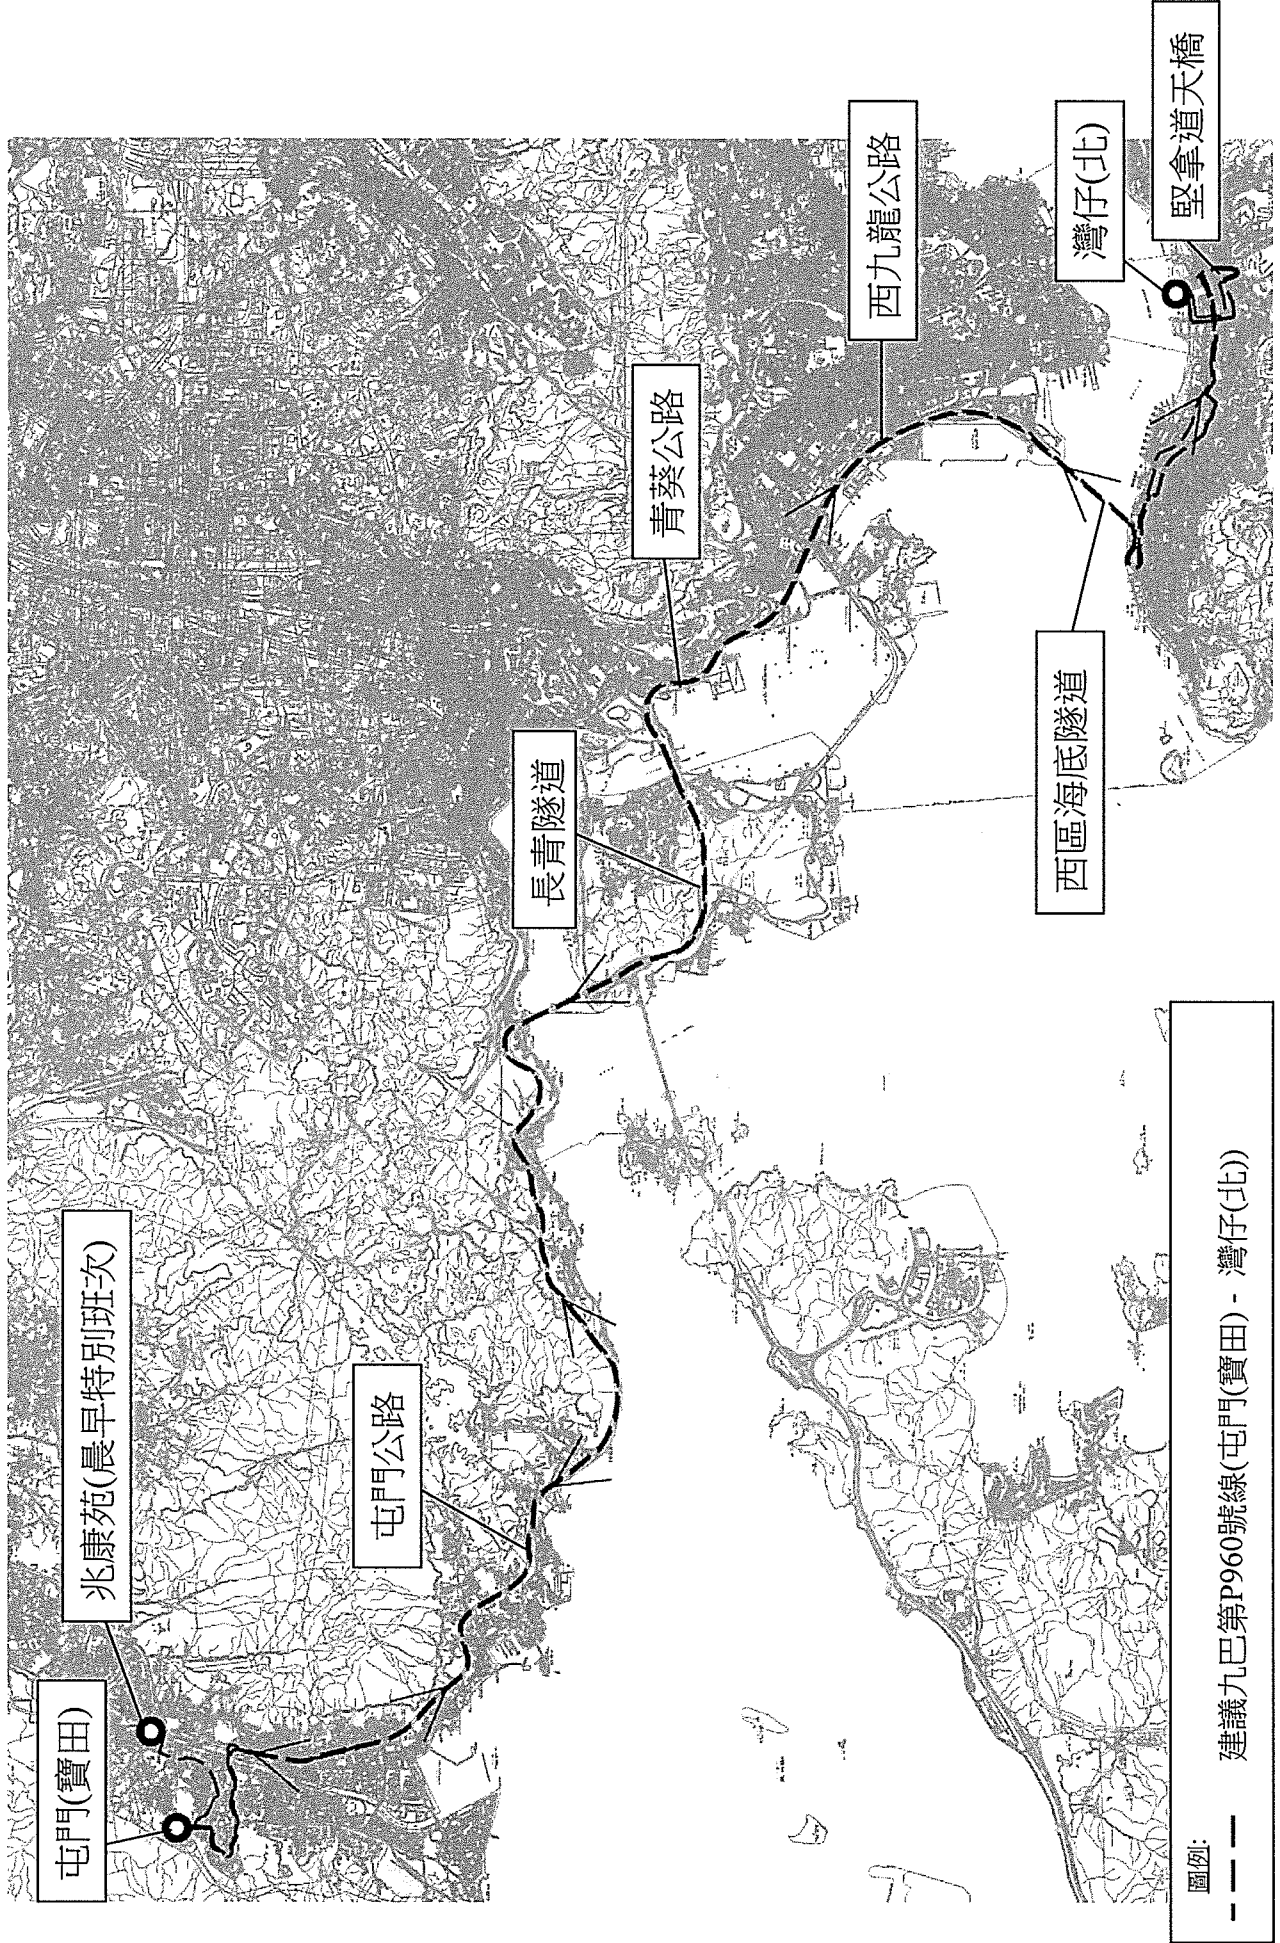 屯門(寶田)
兆康苑(晨早特別班次)
屯門公路
長青隧道
青葵公路
西九龍公路
西區海底隧道
灣仔(北)
堅拿道天橋
圖例:
建議九巴第P960號線(屯門(寶田) - 灣仔(北))